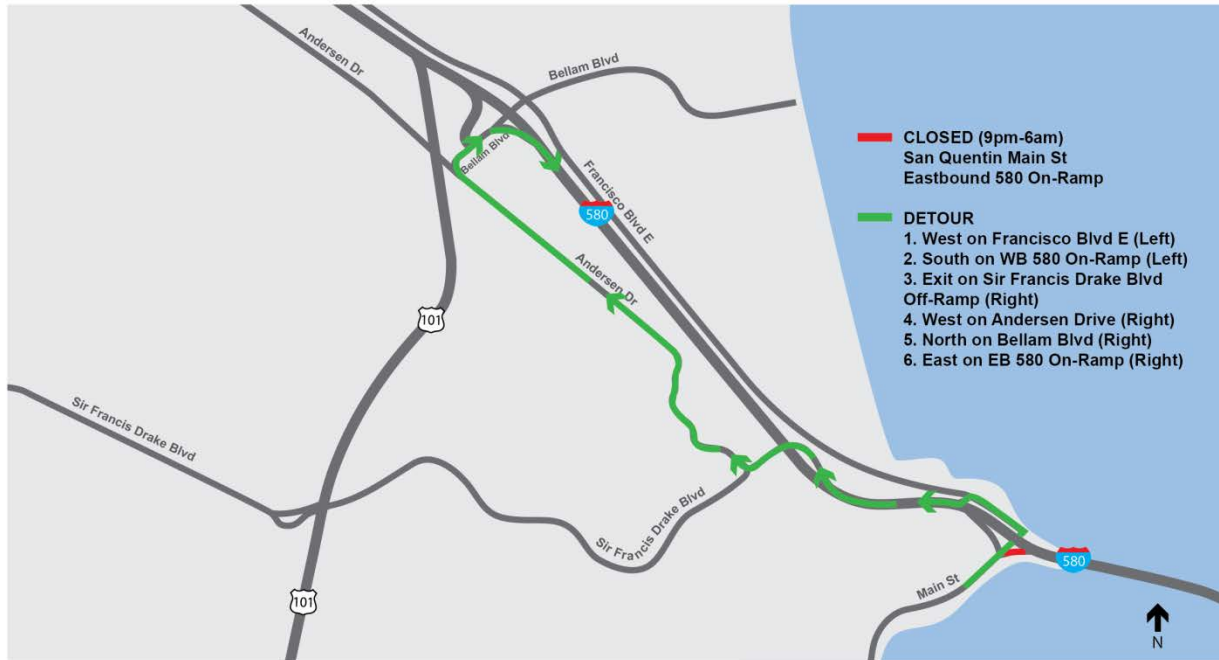 Andersen Dr
Bellam Blvd
Bellam Blvd
Francisco Blvd E
580
Andersen Dr
101
Sir Francis Drake Blvd
Sir Francis Drake Blvd
101
Main St
580
N
CLOSED (9pm-6am)
San Quentin Main St
Eastbound 580 On-Ramp
DETOUR
1. West on Francisco Blvd E (Left)
2. South on WB 580 On-Ramp (Left)
3. Exit on Sir Francis Drake Blvd
Off-Ramp (Right)
4. West on Andersen Drive (Right)
5. North on Bellam Blvd (Right)
6. East on EB 580 On-Ramp (Right)